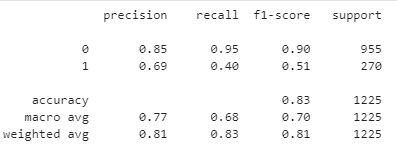 precision recall f1-score support
0 0.85 0.95 0.90 955
1 0.69 0.40 0.51 270
accuracy 0.83 1225
macro avg 0.77 0.68 0.70 1225
weighted avg 0.81 0.83 0.81 1225